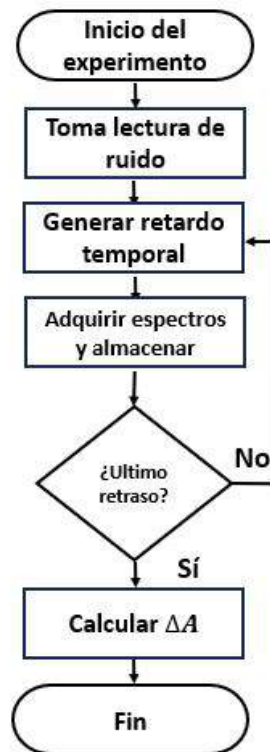 Inicio del
experimento
Toma lectura de
ruido
Generar retardo
temporal
Adquirir espectros
y almacenar
¿Ultimo
retraso?
No
Sí
Calcular ΔA
Fin